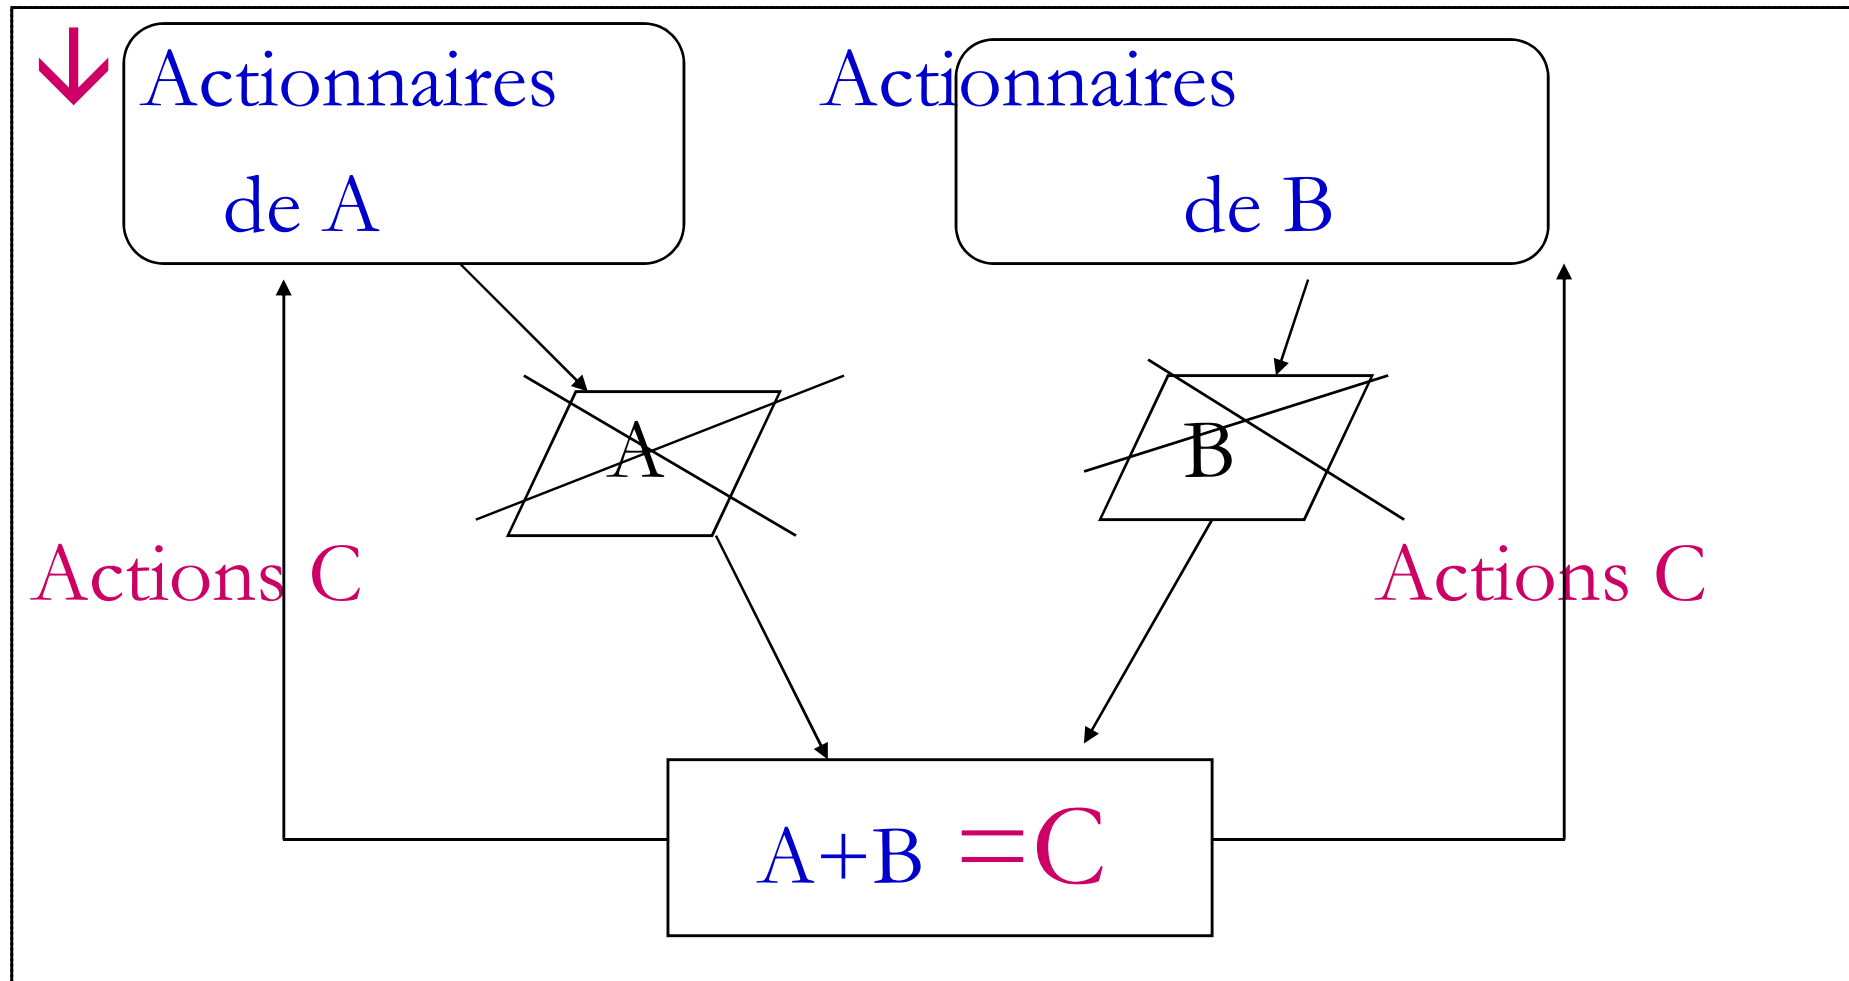 Actionnaires
de A
Actionnaires
de B
A
B
Actions C
Actions C
A+B =C